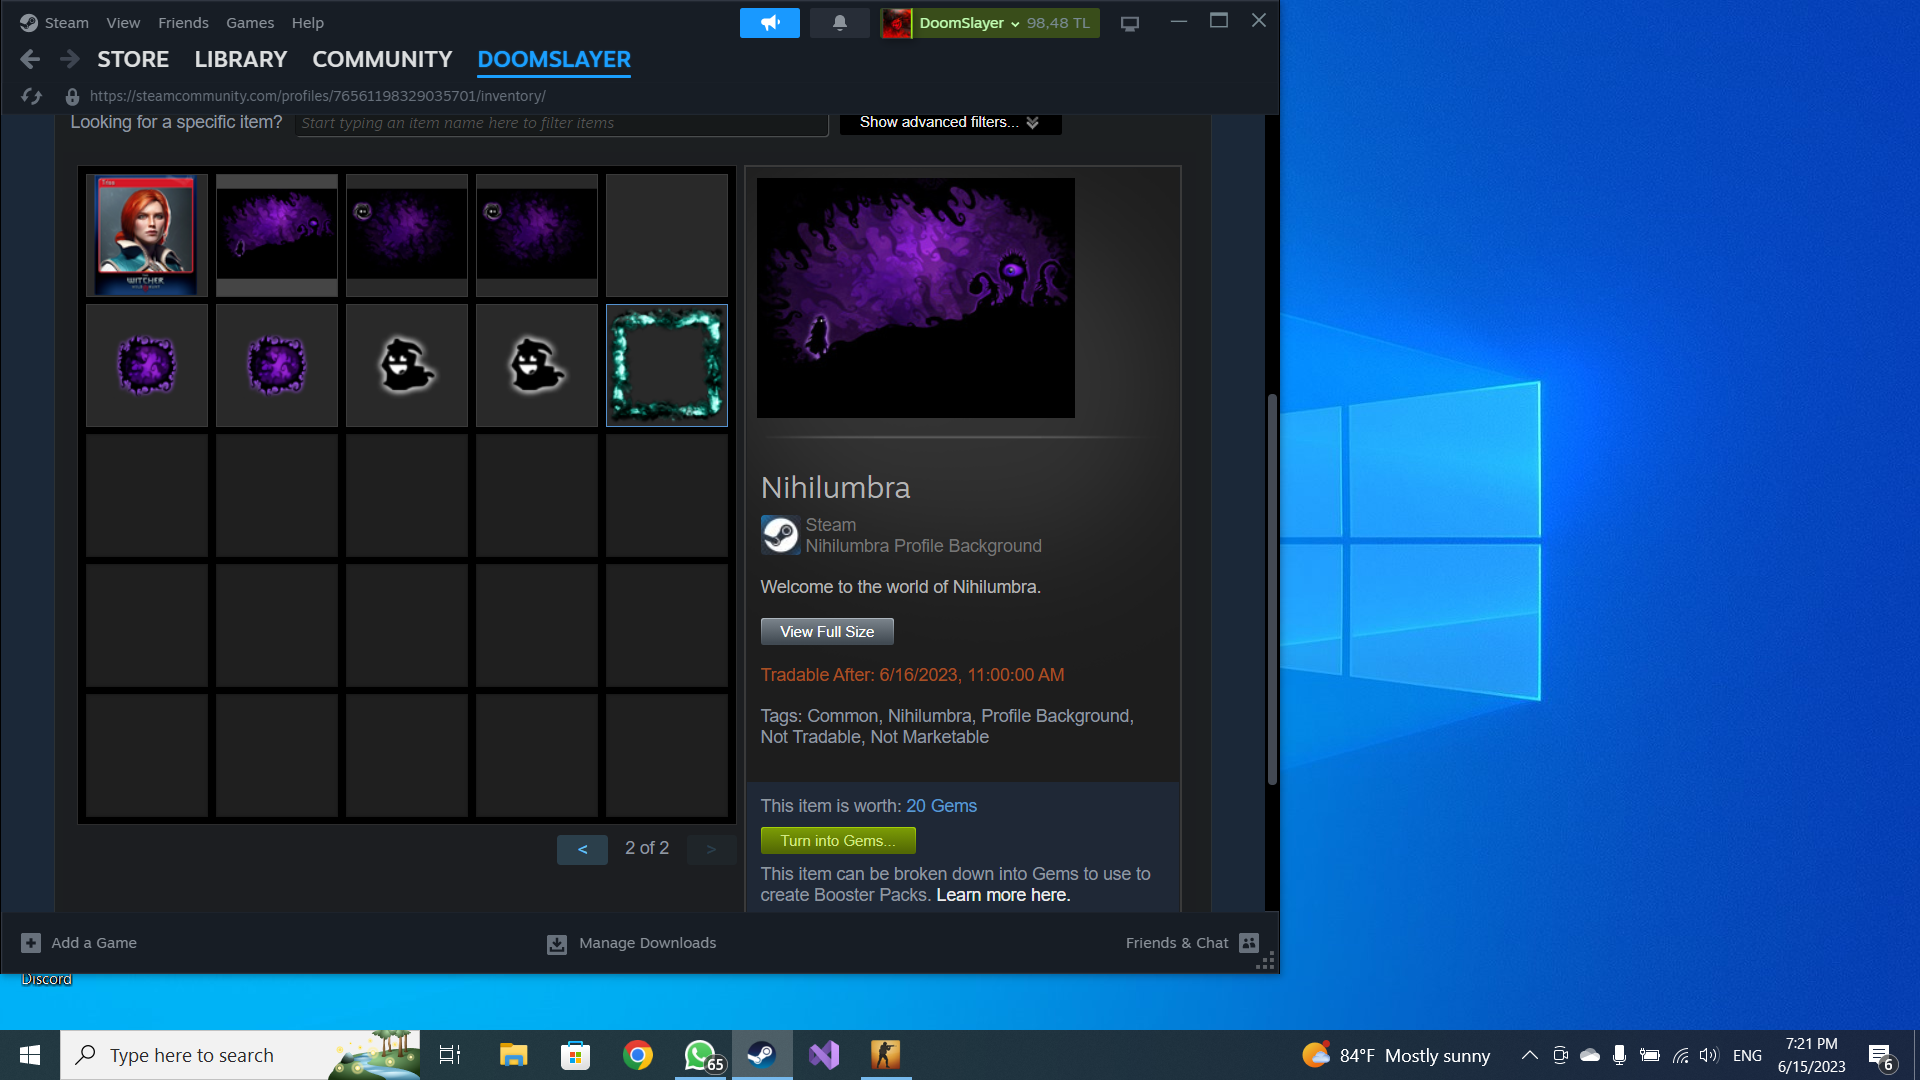 Steam View Friends Games Help
DoomSlayer 98,48 TL
STORE LIBRARY COMMUNITY DOOMSLAYER
https://steamcommunity.com/profiles/76561198329035701/inventory/
Looking for a specific item? Start typing an item name here to filter items Show advanced filters...
Triss
THE
WITCHER
Nihilumbra
Steam
Nihilumbra Profile Background
Welcome to the world of Nihilumbra.
View Full Size
Tradable After: 6/16/2023, 11:00:00 AM
Tags: Common, Nihilumbra, Profile Background,
Not Tradable, Not Marketable
This item is worth: 20 Gems
Turn into Gems...
This item can be broken down into Gems to use to
create Booster Packs. Learn more here.
< 2 of 2 >
Add a Game Manage Downloads Friends & Chat
Discord
Type here to search
65
84°F Mostly sunny
ENG
7:21 PM
6/15/2023
6